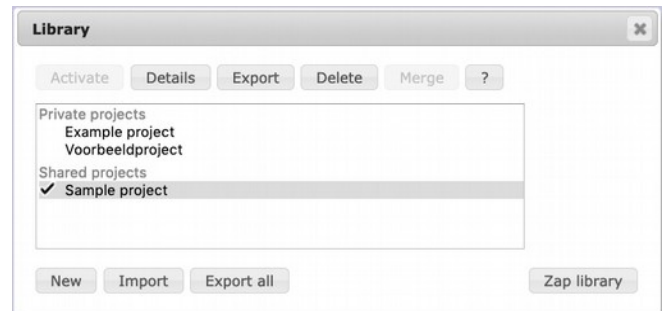 Library
Activate Details Export Delete Merge ?
Private projects
Example project
Voorbeeldproject
Shared projects
✓ Sample project
New Import Export all Zap library